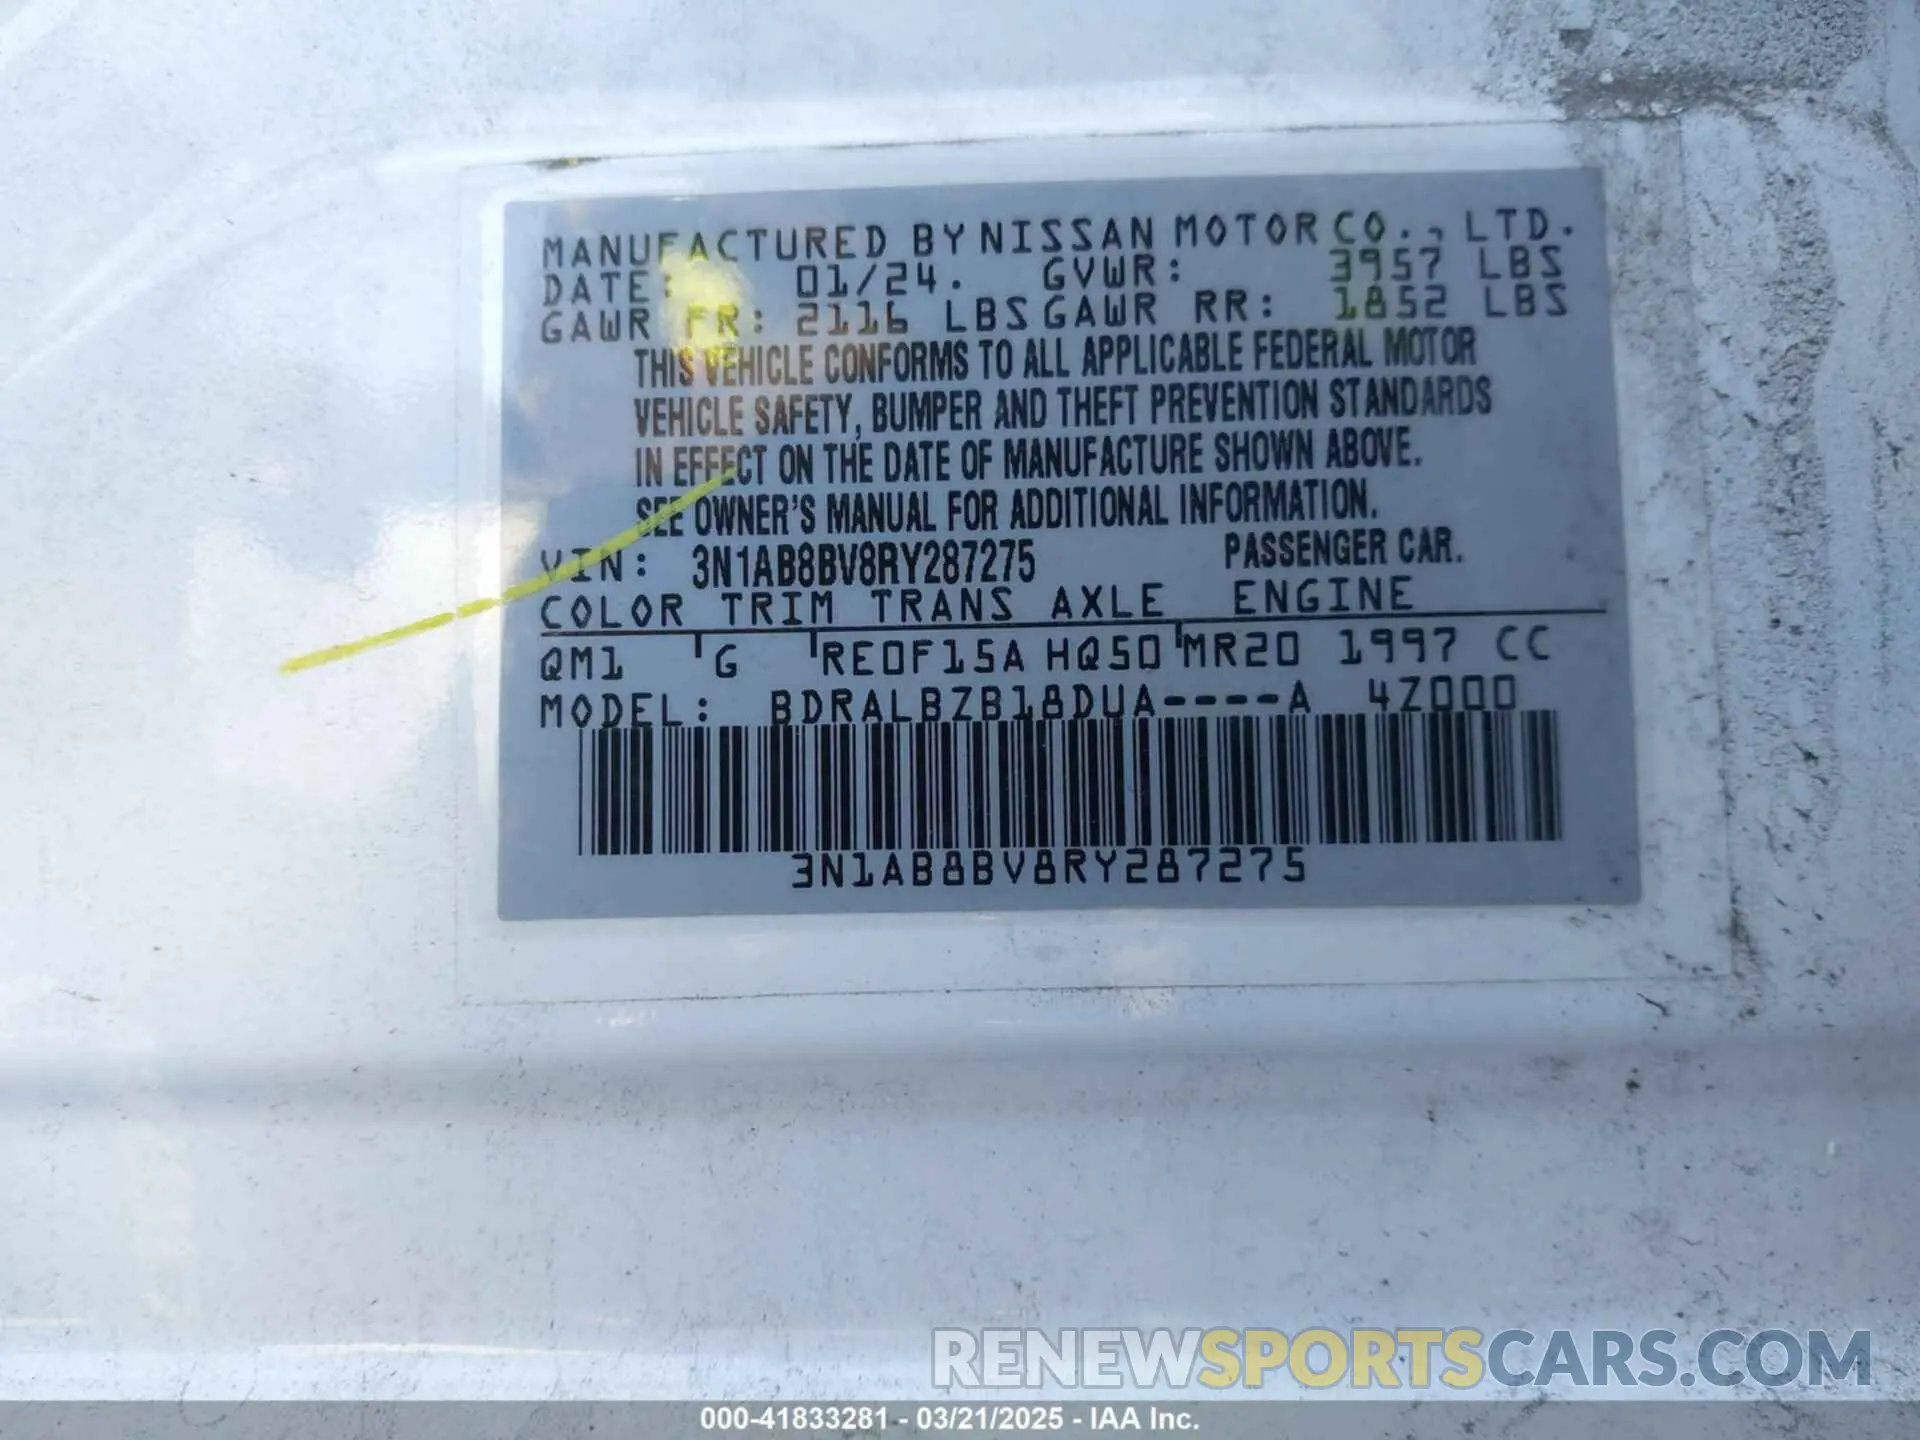 MANUFACTURED BY NISSAN MOTOR CO., LTD.
DATE: 01/24. GVWR: 3957 LBS
GAWR FR: 2116 LBS GAWR RR: 1852 LBS
THIS VEHICLE CONFORMS TO ALL APPLICABLE FEDERAL MOTOR
VEHICLE SAFETY, BUMPER AND THEFT PREVENTION STANDARDS
IN EFFECT ON THE DATE OF MANUFACTURE SHOWN ABOVE.
SEE OWNER'S MANUAL FOR ADDITIONAL INFORMATION.
VIN: 3N1AB8BV8RY287275 PASSENGER CAR.
COLOR TRIM TRANS AXLE ENGINE
QM1 G RE0F15A HQ50 MR20 1997 CC
MODEL: BDRALBZB18DUA----A 4Z000
3N1AB8BV8RY287275
RENEWSPORTSCARS.COM
000-41833281 - 03/21/2025 - IAA Inc.